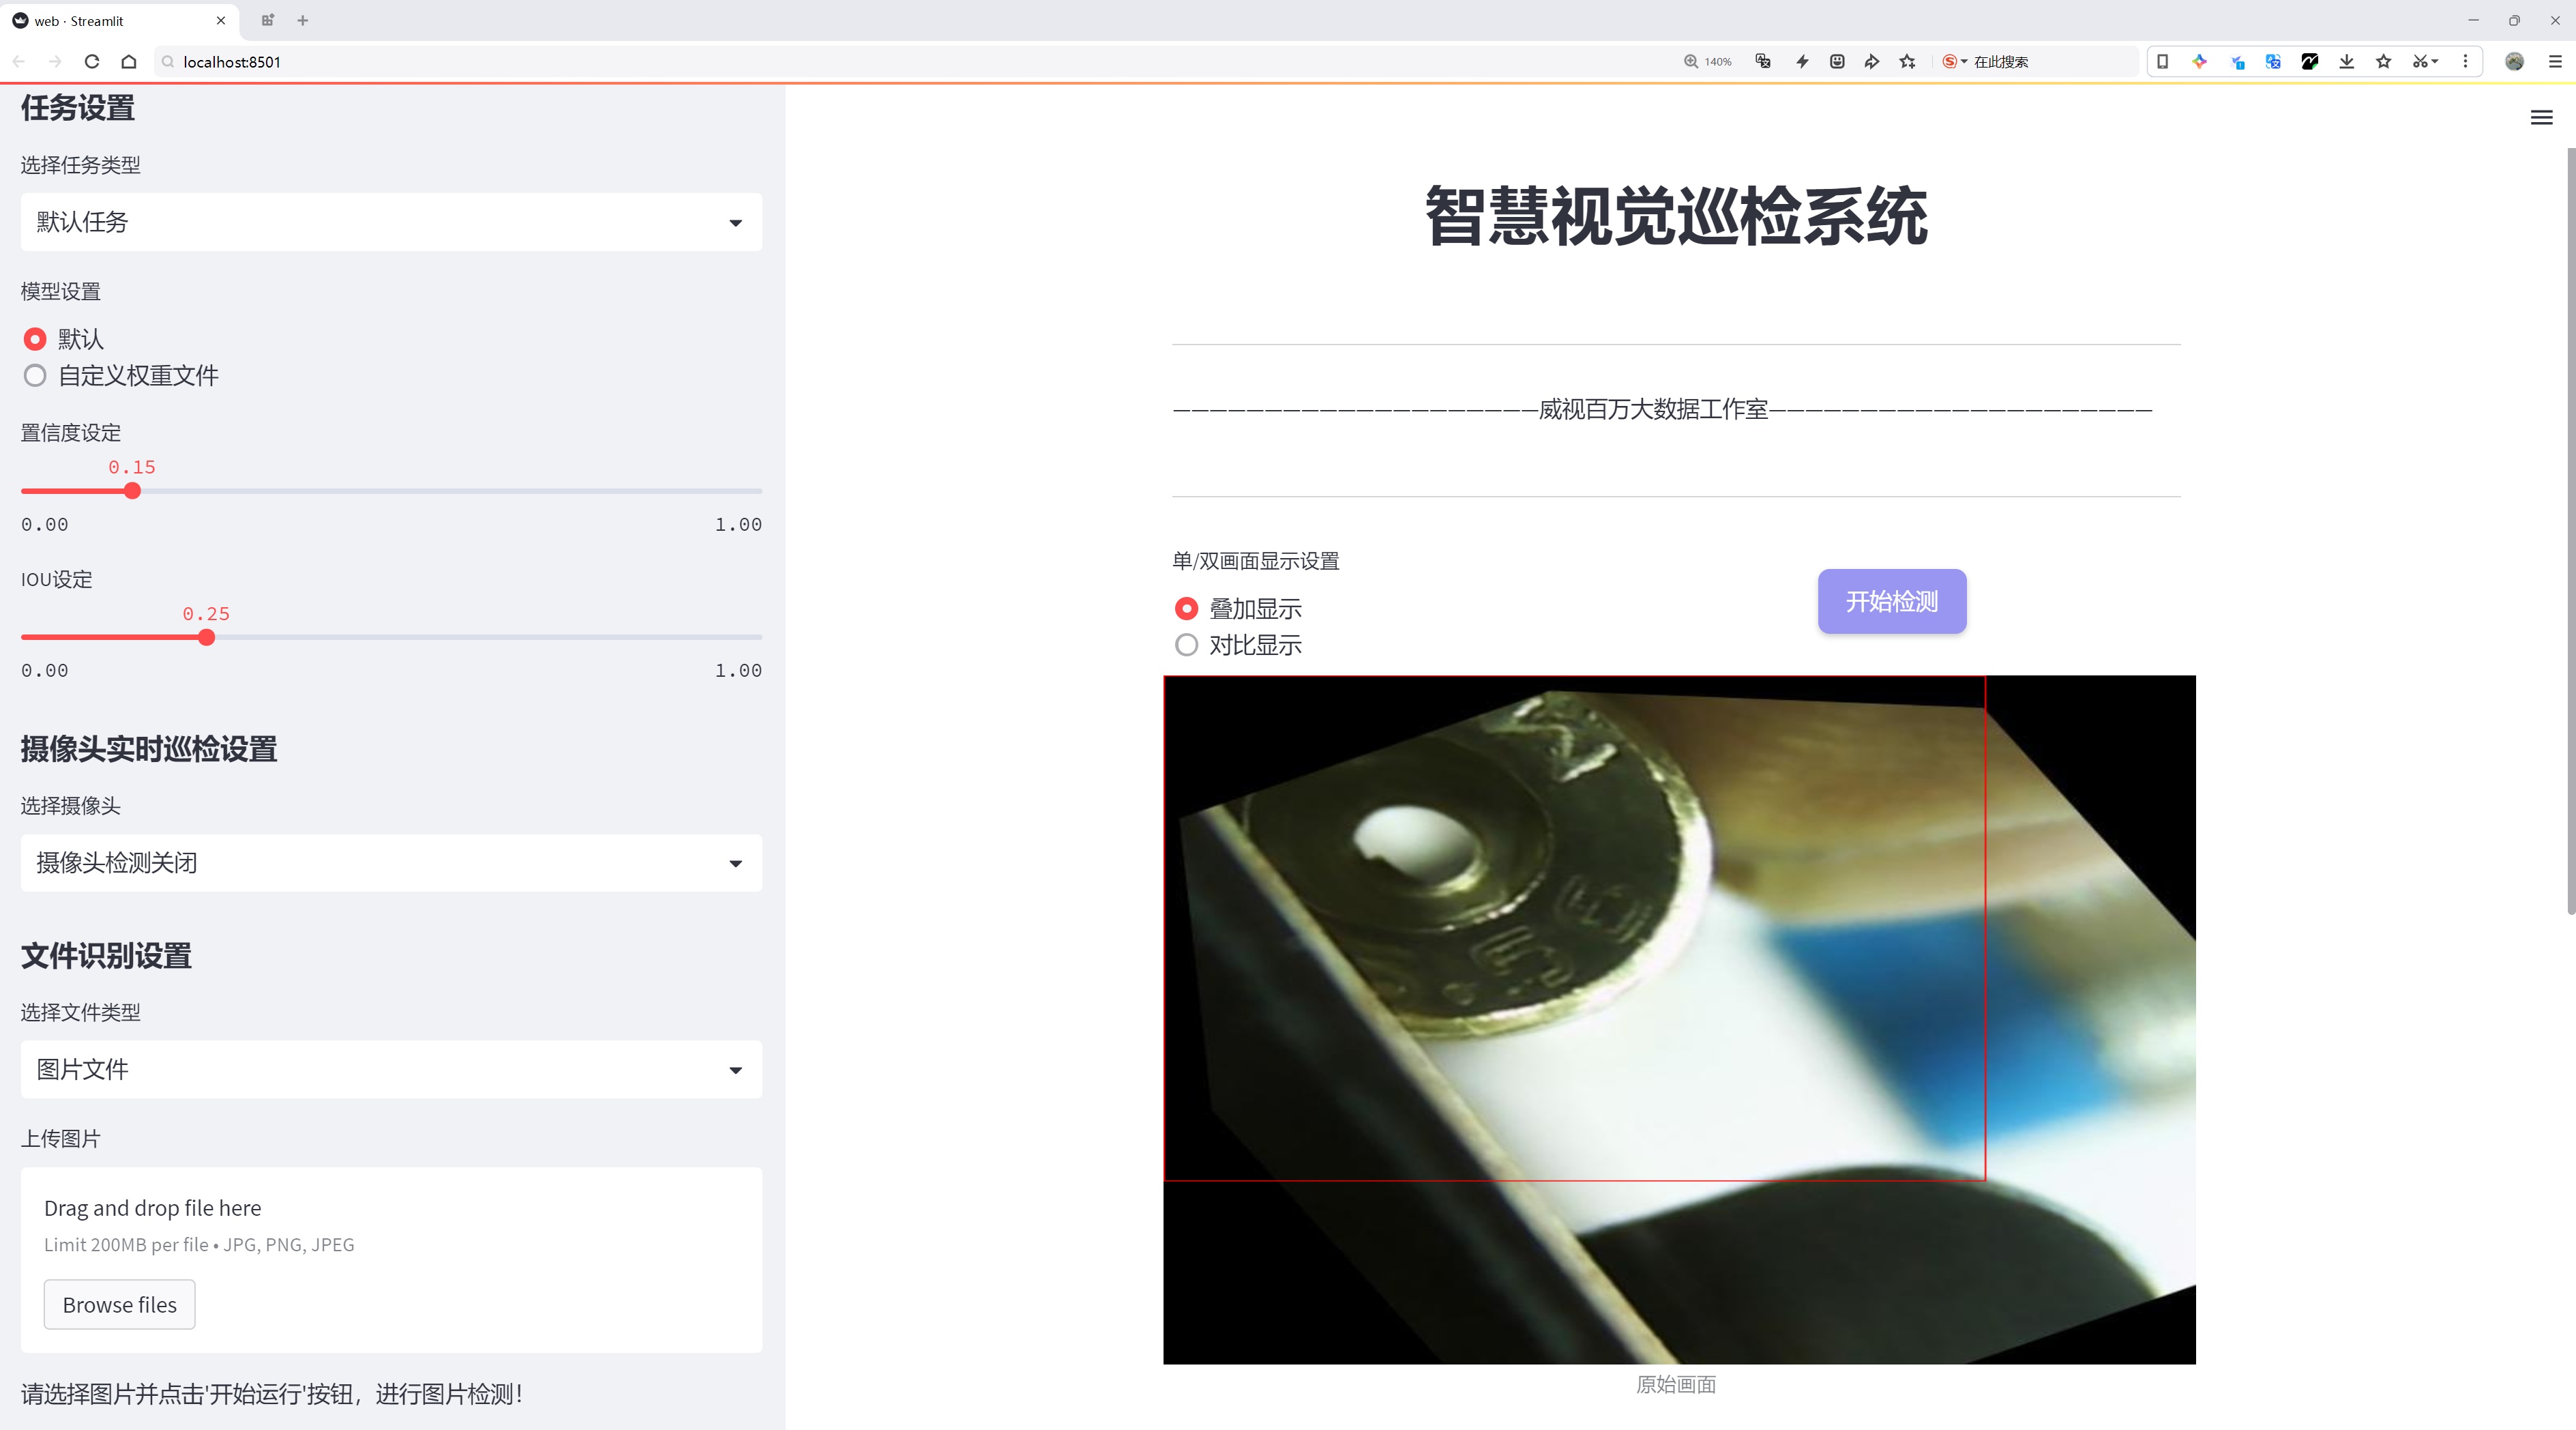 web · Streamlit
localhost:8501
140%
在此搜索
任务设置
选择任务类型
默认任务
模型设置
默认
自定义权重文件
置信度设定
0.15
0.00 1.00
IOU设定
0.25
0.00 1.00
摄像头实时巡检设置
选择摄像头
摄像头检测关闭
文件识别设置
选择文件类型
图片文件
上传图片
Drag and drop file here
Limit 200MB per file • JPG, PNG, JPEG
Browse files
请选择图片并点击'开始运行'按钮，进行图片检测！
智慧视觉巡检系统
————————————————————威视百万大数据工作室—————————————————————
单/双画面显示设置
叠加显示
对比显示
开始检测
原始画面